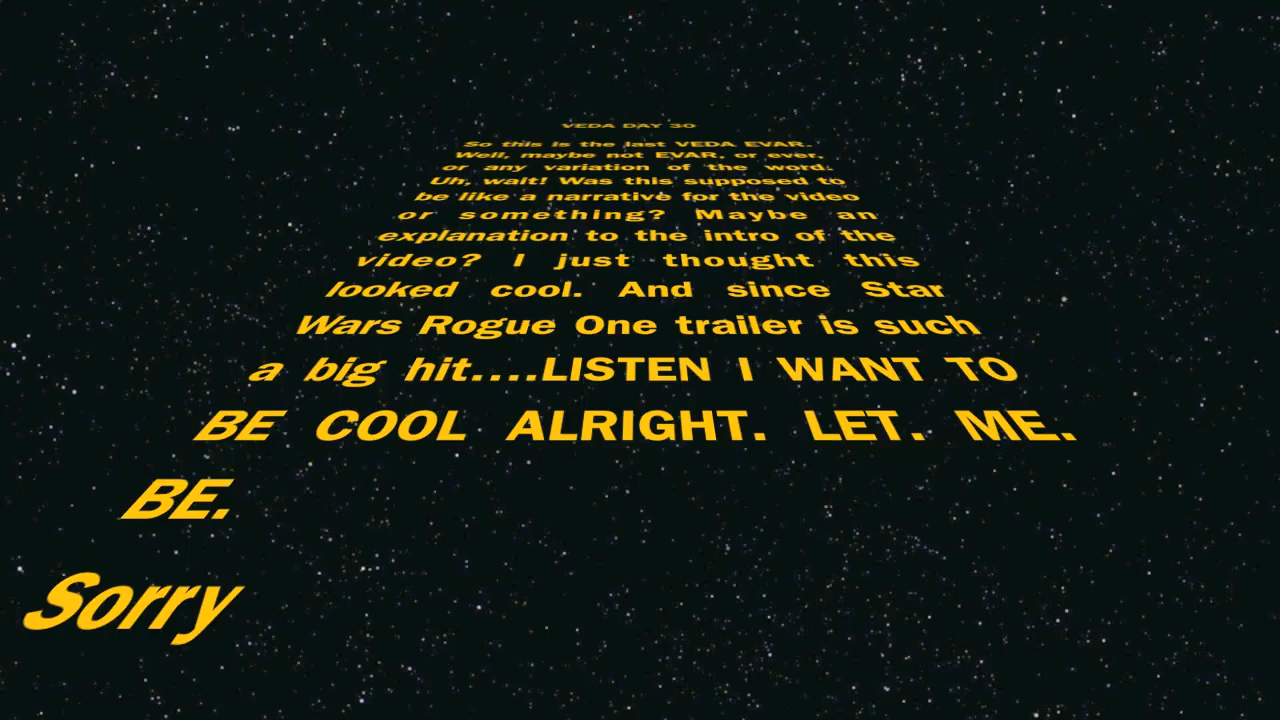 VEDA DAY 30
So this is the last VEDA EVAR.
Well, maybe not EVAR, or ever,
or any variation of the word.
Uh, wait! Was this supposed to
be like a narrative for the video
or something? Maybe an
explanation to the intro of the
video? I just thought this
looked cool. And since Star
Wars Rogue One trailer is such
a big hit....LISTEN I WANT TO
BE COOL ALRIGHT. LET. ME.
BE.
Sorry